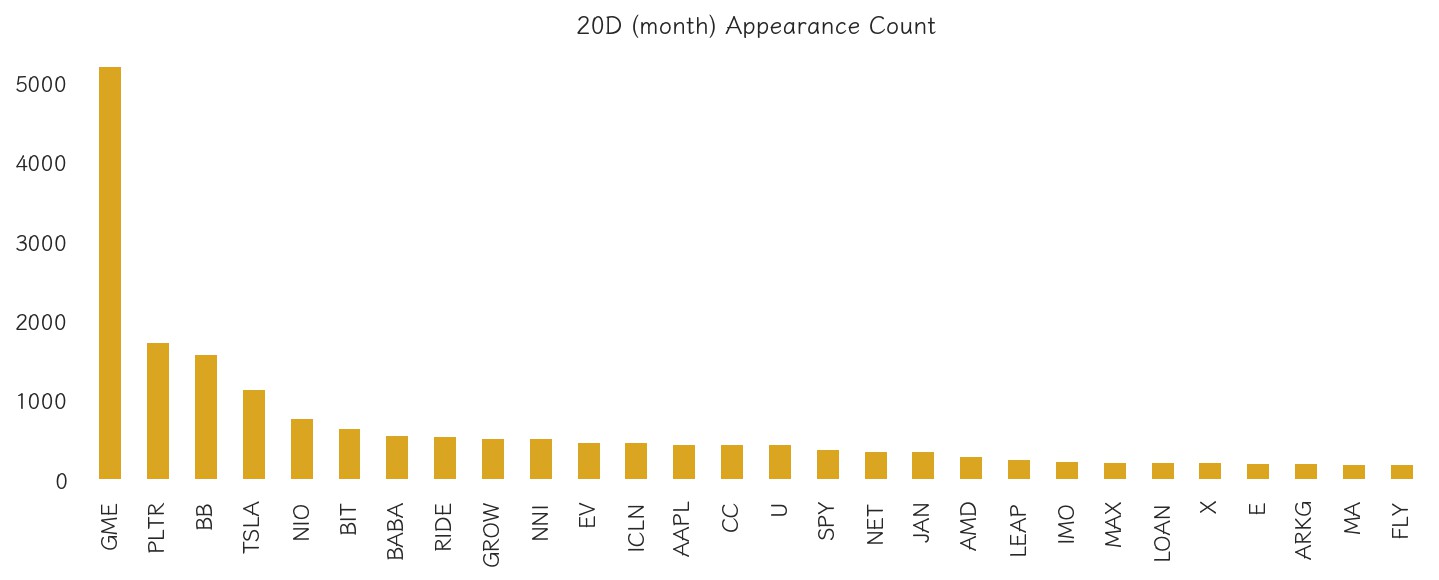 20D (month) Appearance Count
5000
4000
3000
2000
1000
0
GME
PLTR
BB
TSLA
NIO
BIT
BABA
RIDE
GROW
NNI
EV
ICLN
AAPL
CC
U
SPY
NET
JAN
AMD
LEAP
IMO
MAX
LOAN
X
E
ARKG
MA
FLY